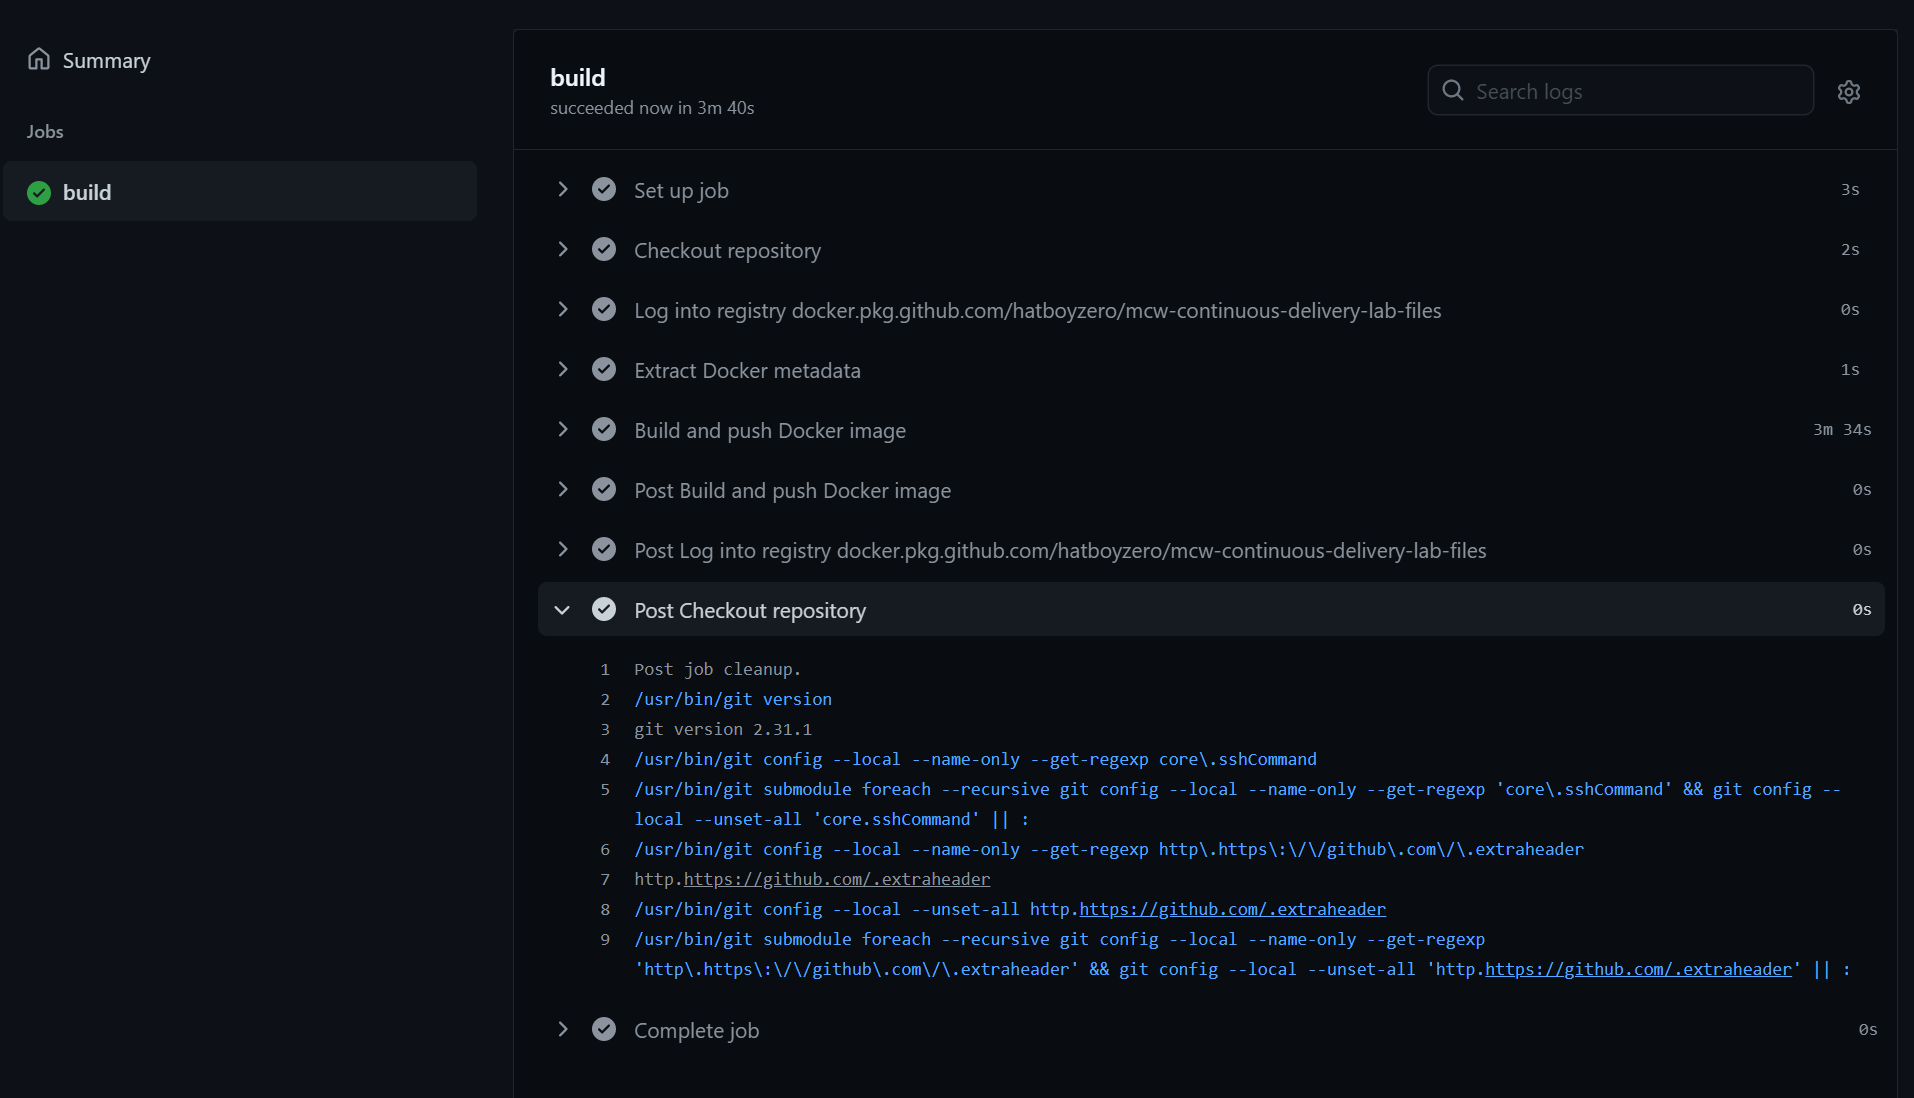 Summary
Jobs
build
build
succeeded now in 3m 40s
Search logs
Set up job 3s
Checkout repository 2s
Log into registry docker.pkg.github.com/hatboyzero/mcw-continuous-delivery-lab-files 0s
Extract Docker metadata 1s
Build and push Docker image 3m 34s
Post Build and push Docker image 0s
Post Log into registry docker.pkg.github.com/hatboyzero/mcw-continuous-delivery-lab-files 0s
Post Checkout repository 0s
1 Post job cleanup.
2 /usr/bin/git version
3 git version 2.31.1
4 /usr/bin/git config --local --name-only --get-regexp core\.sshCommand
5 /usr/bin/git submodule foreach --recursive git config --local --name-only --get-regexp 'core\.sshCommand' && git config --
local --unset-all 'core.sshCommand' || :
6 /usr/bin/git config --local --name-only --get-regexp http\.https\:\/\/github\.com\/\.extraheader
7 http.https://github.com/.extraheader
8 /usr/bin/git config --local --unset-all http.https://github.com/.extraheader
9 /usr/bin/git submodule foreach --recursive git config --local --name-only --get-regexp
'http\.https\:\/\/github\.com\/\.extraheader' && git config --local --unset-all 'http.https://github.com/.extraheader' || :
Complete job 0s